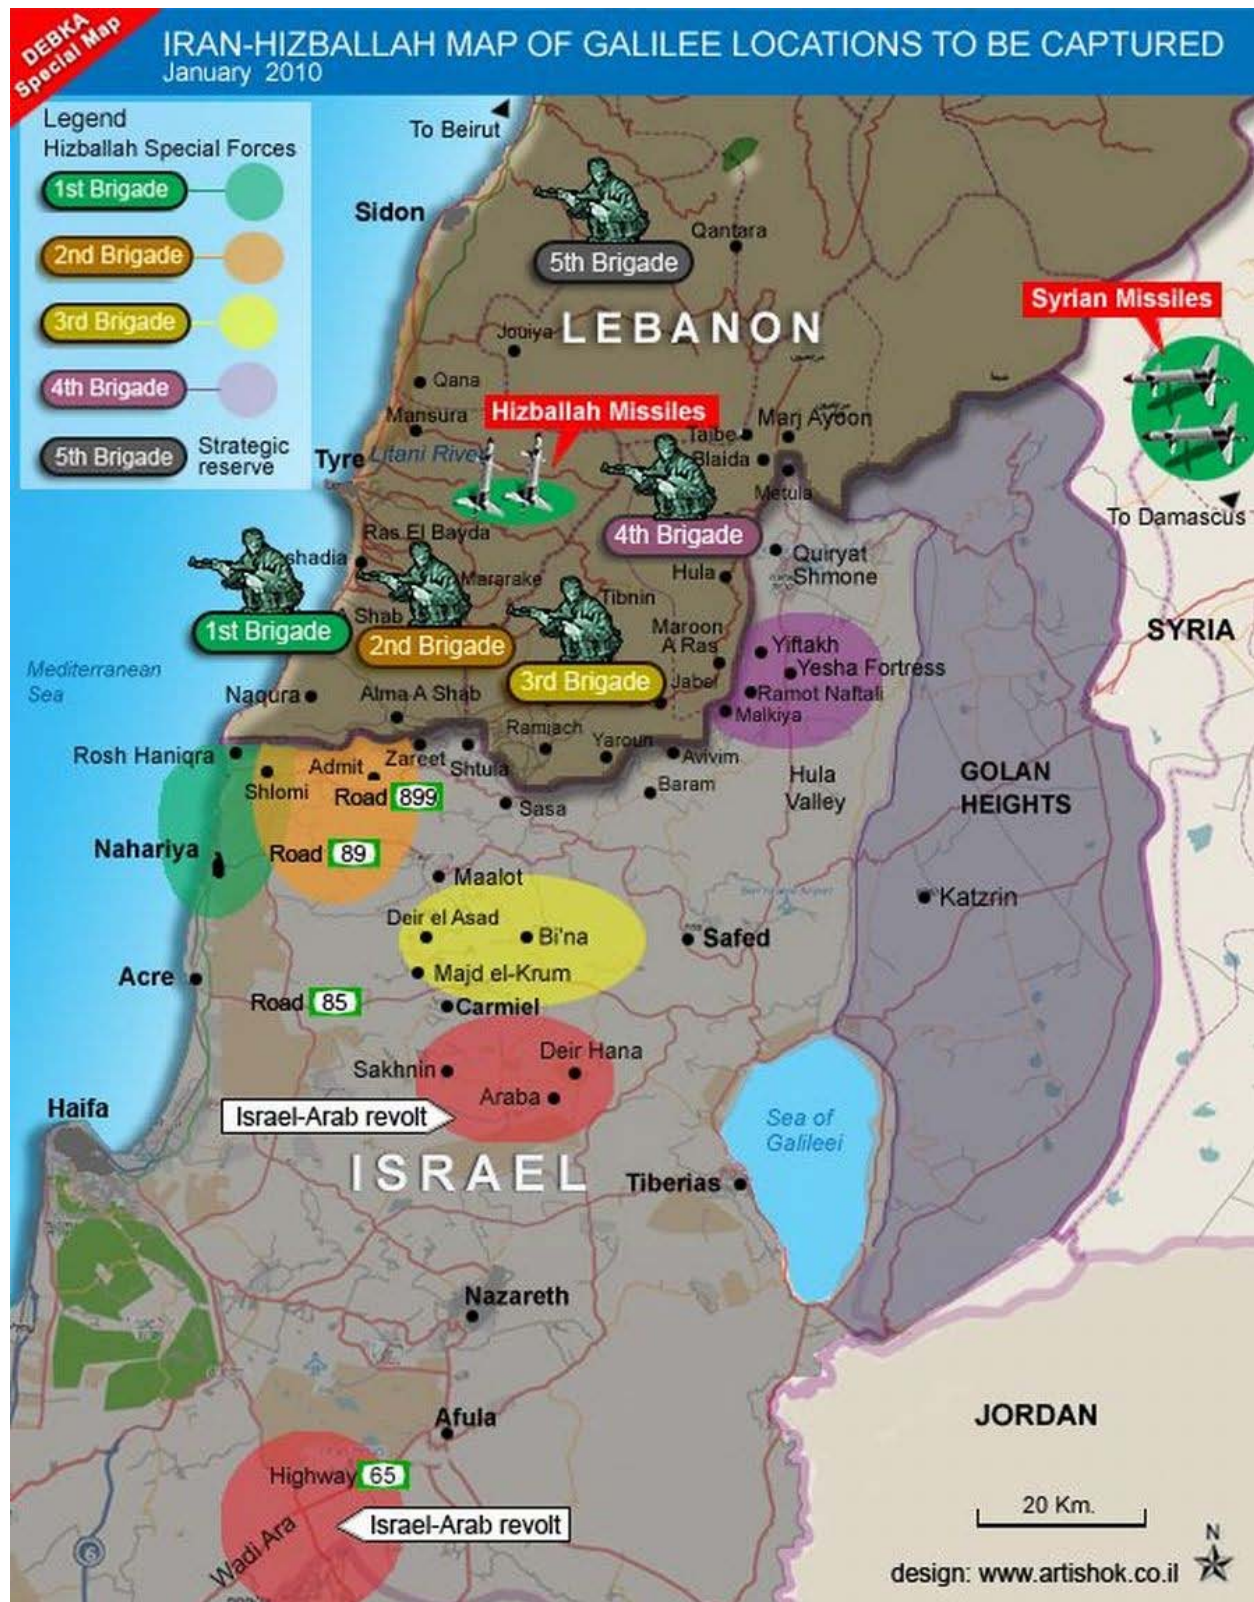 DEBKA
Special Map
IRAN-HIZBALLAH MAP OF GALILEE LOCATIONS TO BE CAPTURED
January 2010
Legend
Hizballah Special Forces
1st Brigade
2nd Brigade
3rd Brigade
4th Brigade
5th Brigade
Strategic
reserve
To Beirut
Sidon
Qantara
5th Brigade
Syrian Missiles
LEBANON
Jouiya
Qana
Mansura
Hizballah Missiles
Marj Ayoon
Taibe
Blaida
Tyre
Litani River
Metula
To Damascus
4th Brigade
Ras El Bayda
shadia
Mararake
Hula
Quiryat
Shmone
Tibnin
A Shab
1st Brigade
2nd Brigade
3rd Brigade
Maroon
A Ras
SYRIA
Yiftakh
Yesha Fortress
Ramot Naftali
Malkiya
Jabel
Mediterranean
Sea
Naqura
Alma A Shab
Ramiach
Yaroun
Rosh Haniqra
Admit
Zareet
Shtula
Avivim
Shlomi
Road 899
Baram
Sasa
Hula
Valley
GOLAN
HEIGHTS
Nahariya
Road 89
Maalot
Katzrin
Deir el Asad
Bi'na
Safed
Majd el-Krum
Acre
Road 85
Carmiel
Deir Hana
Sakhnin
Araba
Israel-Arab revolt
Haifa
Sea of
Galileei
ISRAEL
Tiberias
Nazareth
Afula
JORDAN
Highway 65
Israel-Arab revolt
Wadi Ara
6
20 Km.
N
design: www.artishok.co.il